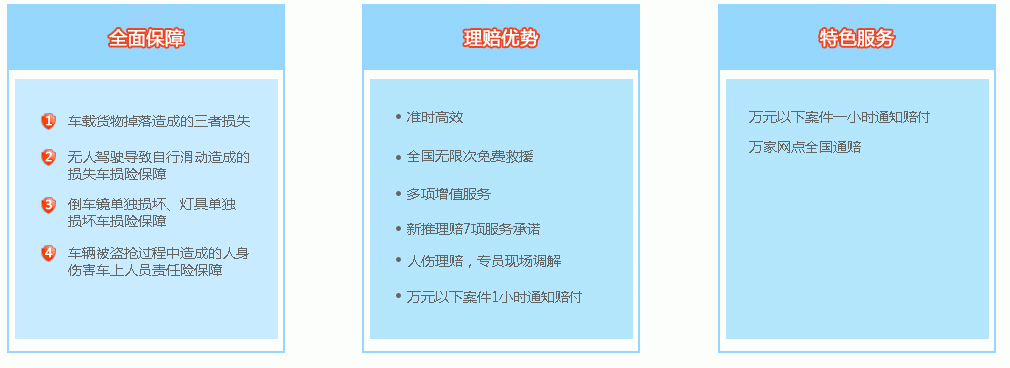 全面保障
1 车载货物掉落造成的三者损失
2 无人驾驶导致自行滑动造成的
损失车损险保障
3 倒车镜单独损坏、灯具单独
损坏车损险保障
4 车辆被盗抢过程中造成的人身
伤害车上人员责任险保障
理赔优势
• 准时高效
• 全国无限次免费救援
• 多项增值服务
• 新推理赔7项服务承诺
• 人伤理赔，专员现场调解
• 万元以下案件1小时通知赔付
特色服务
万元以下案件一小时通知赔付
万家网点全国通赔